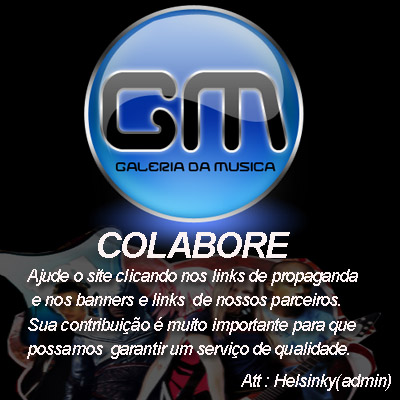 GM
GALERIA DA MUSICA
COLABORE
Ajude o site clicando nos links de propaganda
e nos banners e links de nossos parceiros.
Sua contribuição é muito importante para que
possamos garantir um serviço de qualidade.
Att : Helsinky(admin)